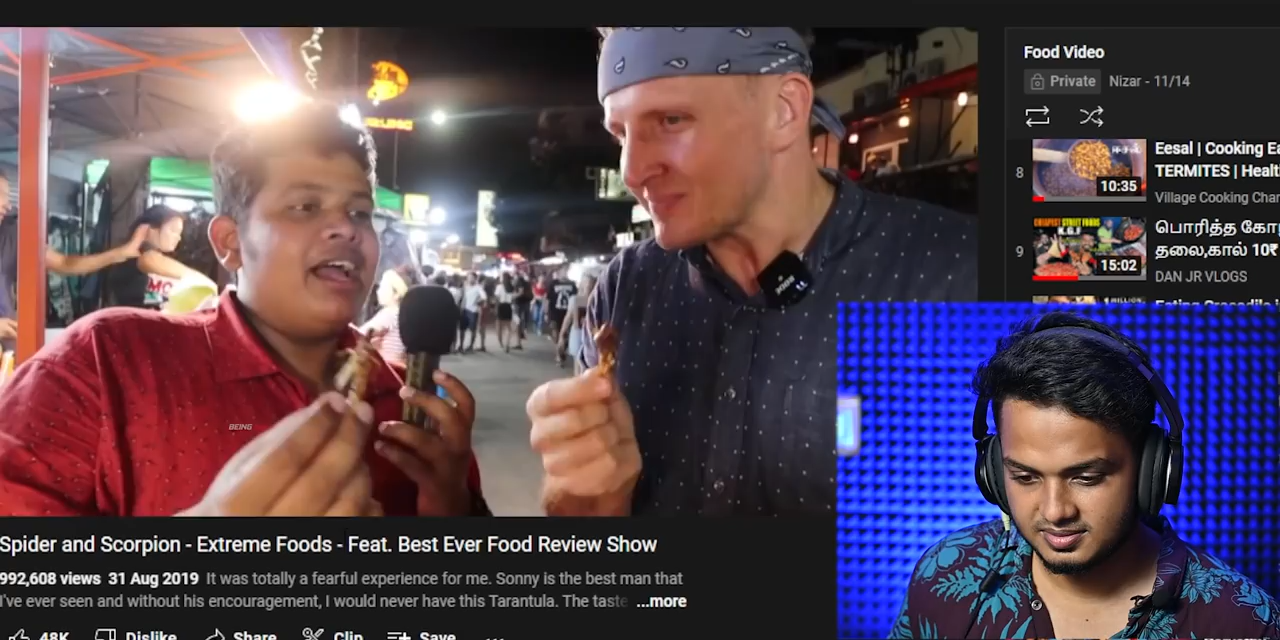 BEING
Spider and Scorpion - Extreme Foods - Feat. Best Ever Food Review Show
992,608 views 31 Aug 2019 It was totally a fearful experience for me. Sonny is the best man that
I've ever seen and without his encouragement, I would never have this Tarantula. The taste ...more
48K Dislike Share Clip Save
Food Video
Private Nizar - 11/14
8
10:35
Eesal | Cooking Ea
TERMITES | Healt
Village Cooking Chan
9
15:02
பொரித்த கோழ
தலை,கால் 10₹
DAN JR VLOGS